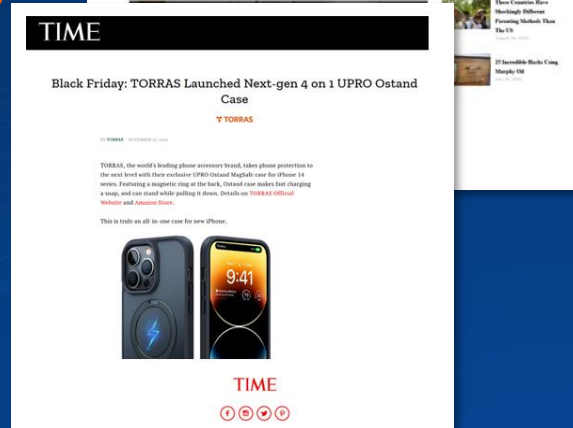 TIME
Black Friday: TORRAS Launched Next-gen 4 on 1 UPRO Ostand
Case
TORRAS
BY TORRAS NOVEMBER
TORRAS, the world's leading phone accessory brand, takes phone protection to
the next level with their exclusive UPRO Ostand MagSafe case for iPhone 14
series. Featuring a magnetic ring at the back, Ostand case makes fast charging
a snap, and can stand while pulling it down. Details on TORRAS Official
Website and Amazon Store.
This is truly an all-in-one case for new iPhone.
9:41
TIME
These Countries Have
Shockingly Different
Parenting Methods Than
The US
25 Incredible Hacks Using
Murphy Oil